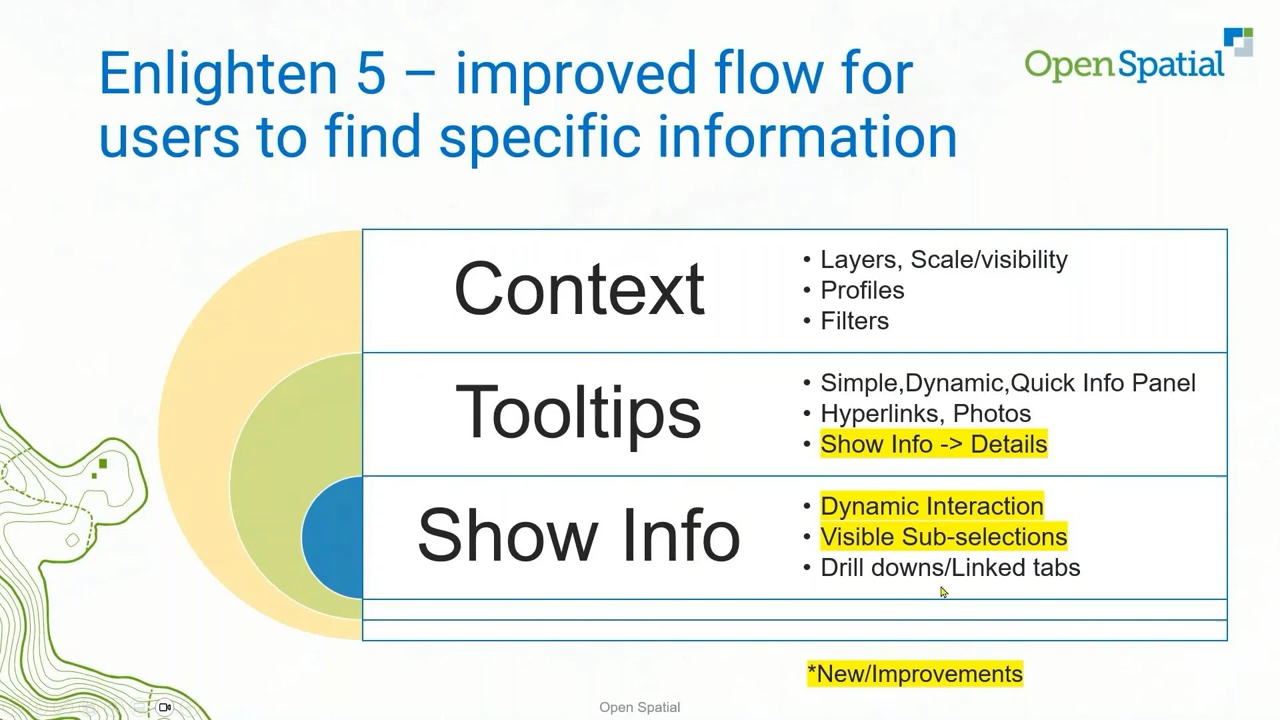 Enlighten 5 – improved flow for
users to find specific information
Open Spatial
Context
• Layers, Scale/visibility
• Profiles
• Filters
Tooltips
• Simple,Dynamic,Quick Info Panel
• Hyperlinks, Photos
• Show Info -> Details
Show Info
• Dynamic Interaction
• Visible Sub-selections
• Drill downs/Linked tabs
*New/Improvements
Open Spatial